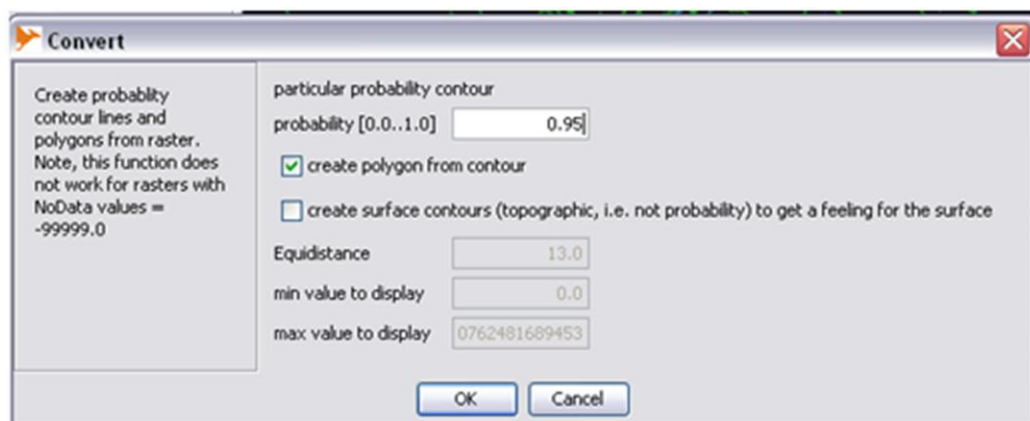 Convert
Create probablity
contour lines and
polygons from raster.
Note, this function does
not work for rasters with
NoData values =
-99999.0
particular probability contour
probability [0.0..1.0] 0.95
create polygon from contour
create surface contours (topographic, i.e. not probability) to get a feeling for the surface
Equidistance 13.0
min value to display 0.0
max value to display 0762481689453
OK Cancel